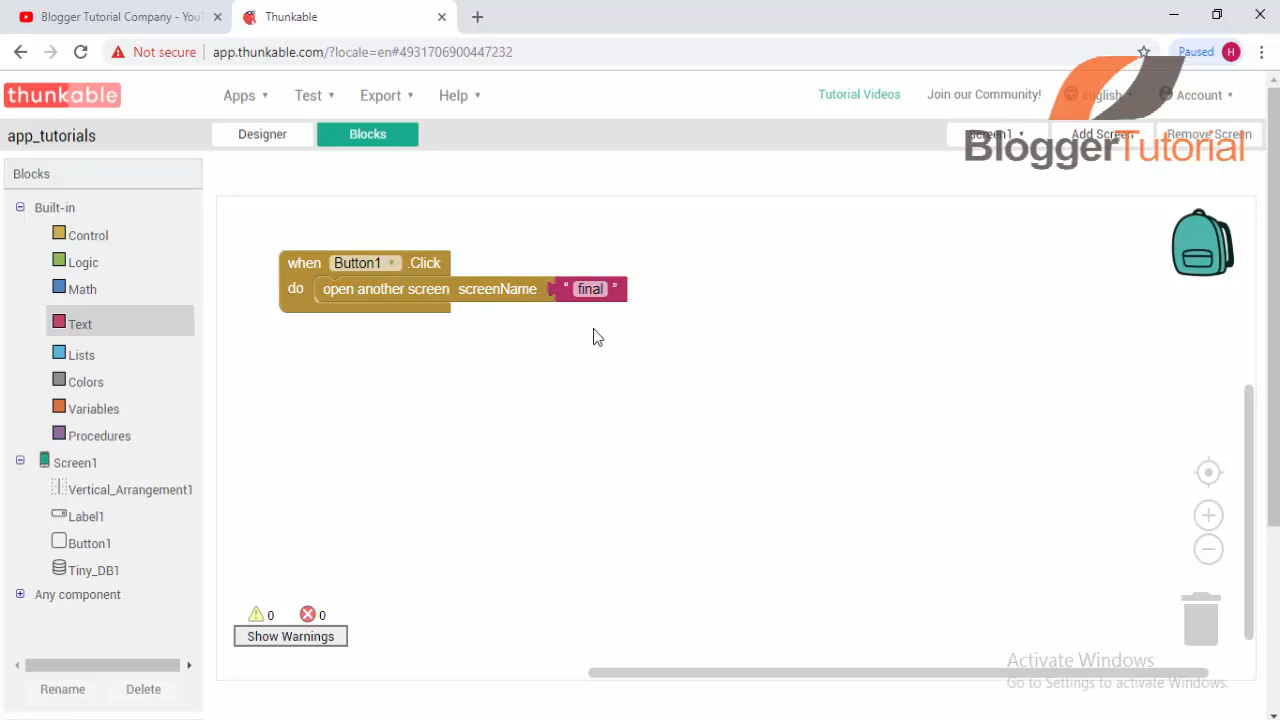 Blogger Tutorial Company - YouT
Thunkable
Not secure
app.thunkable.com/?locale=en#4931706900447232
Paused
H
thunkable
Apps
Test
Export
Help
Tutorial Videos
Join our Community!
English
Account
app_tutorials
Designer
Blocks
Screen1
Add Screen
Remove Screen
BloggerTutorial
Blocks
Built-in
Control
Logic
Math
Text
Lists
Colors
Variables
Procedures
Screen1
Vertical_Arrangement1
Label1
Button1
Tiny_DB1
Any component
Rename
Delete
when Button1 .Click
do open another screen screenName " final "
0
0
Show Warnings
Activate Windows
Go to Settings to activate Windows.